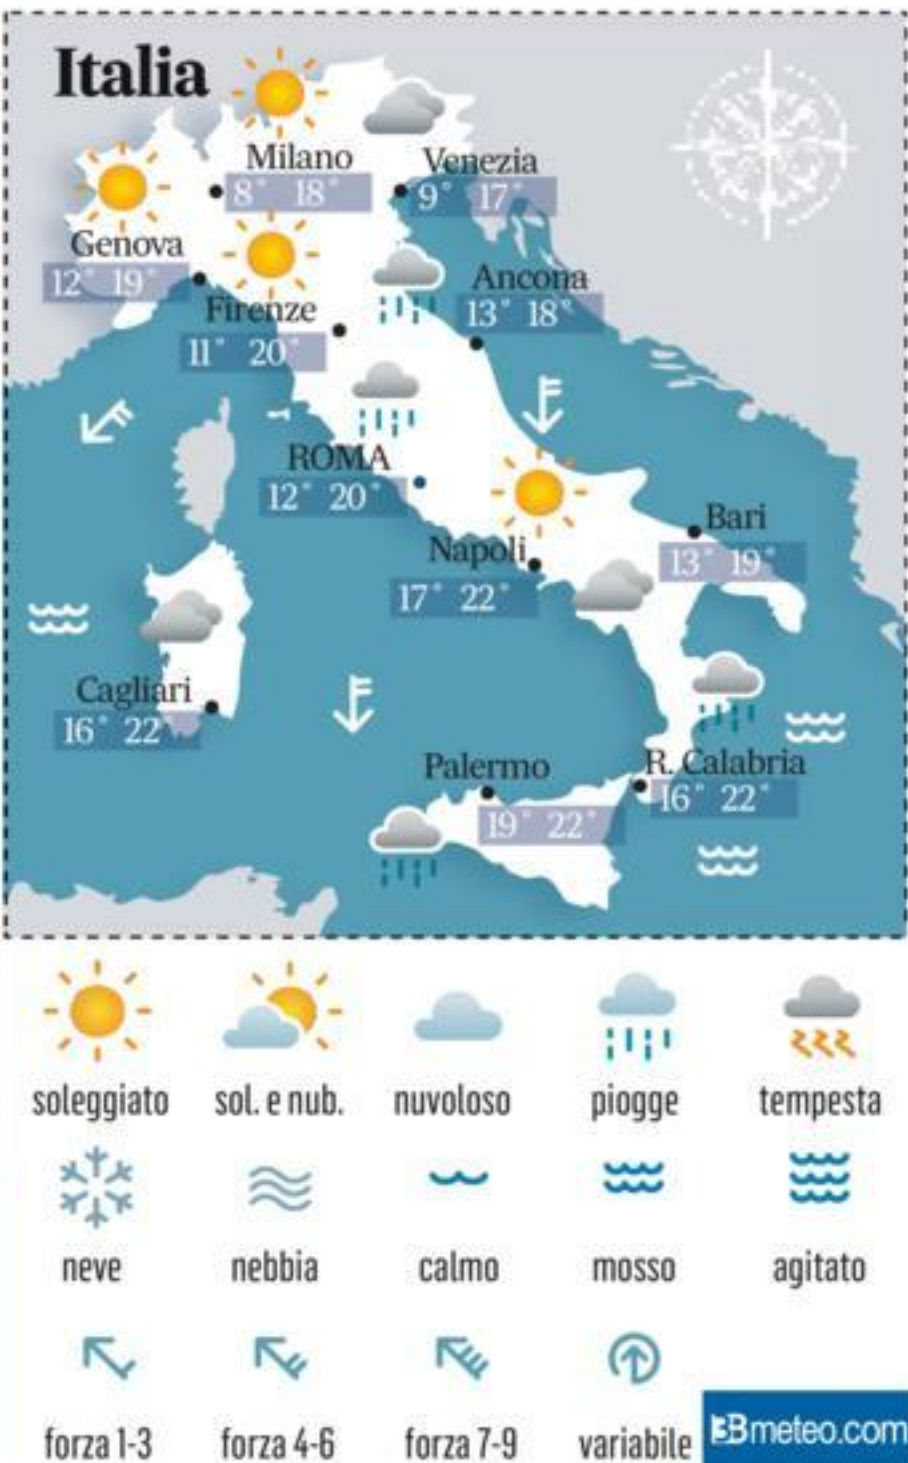 Italia
Milano
8° 18°
Venezia
9° 17°
Genova
12° 19°
Firenze
11° 20°
Ancona
13° 18°
ROMA
12° 20°
Napoli
17° 22°
Bari
13° 19°
Cagliari
16° 22
Palermo
19° 22°
R. Calabria
16° 22°
soleggiato
sol. e nub.
nuvoloso
piogge
tempesta
neve
nebbia
calmo
mosso
agitato
forza 1-3
forza 4-6
forza 7-9
variabile
3Bmeteo.com